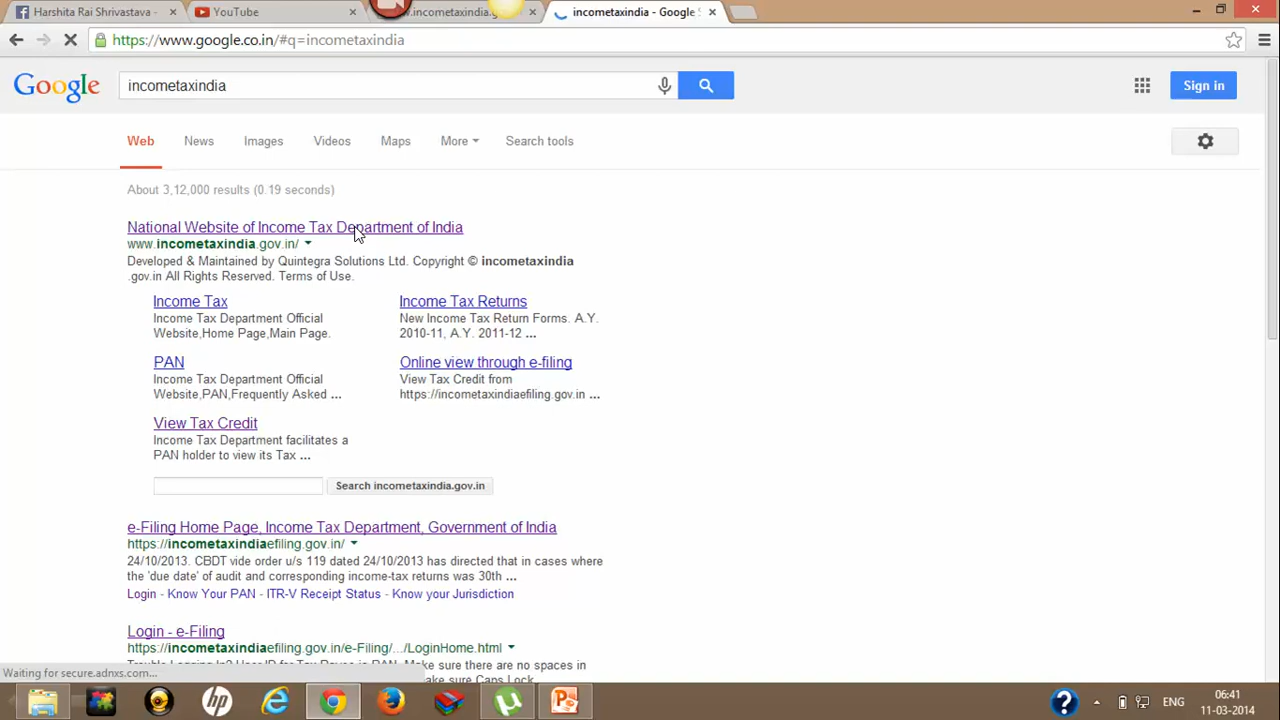 Harshita Rai Shrivastava - × YouTube × .incometaxindia.g × incometaxindia - Google S ×
https://www.google.co.in/#q=incometaxindia
Google incometaxindia Sign in
Web News Images Videos Maps More Search tools
About 3,12,000 results (0.19 seconds)
National Website of Income Tax Department of India
www.incometaxindia.gov.in/
Developed & Maintained by Quintegra Solutions Ltd. Copyright © incometaxindia
.gov.in All Rights Reserved. Terms of Use.
Income Tax
Income Tax Department Official
Website,Home Page,Main Page.
Income Tax Returns
New Income Tax Return Forms. A.Y.
2010-11, A.Y. 2011-12 ...
PAN
Income Tax Department Official
Website,PAN,Frequently Asked ...
Online view through e-filing
View Tax Credit from
https://incometaxindiaefiling.gov.in ...
View Tax Credit
Income Tax Department facilitates a
PAN holder to view its Tax ...
Search incometaxindia.gov.in
e-Filing Home Page, Income Tax Department, Government of India
https://incometaxindiaefiling.gov.in/
24/10/2013. CBDT vide order u/s 119 dated 24/10/2013 has directed that in cases where
the 'due date' of audit and corresponding income-tax returns was 30th ...
Login - Know Your PAN - ITR-V Receipt Status - Know your Jurisdiction
Login - e-Filing
https://incometaxindiaefiling.gov.in/e-Filing/.../LoginHome.html
Trouble Logging In? User ID for Tax Payer is PAN. Make sure there are no spaces in
ake sure Caps Lock
Waiting for secure.adnxs.com...
hp ENG 06:41
11-03-2014